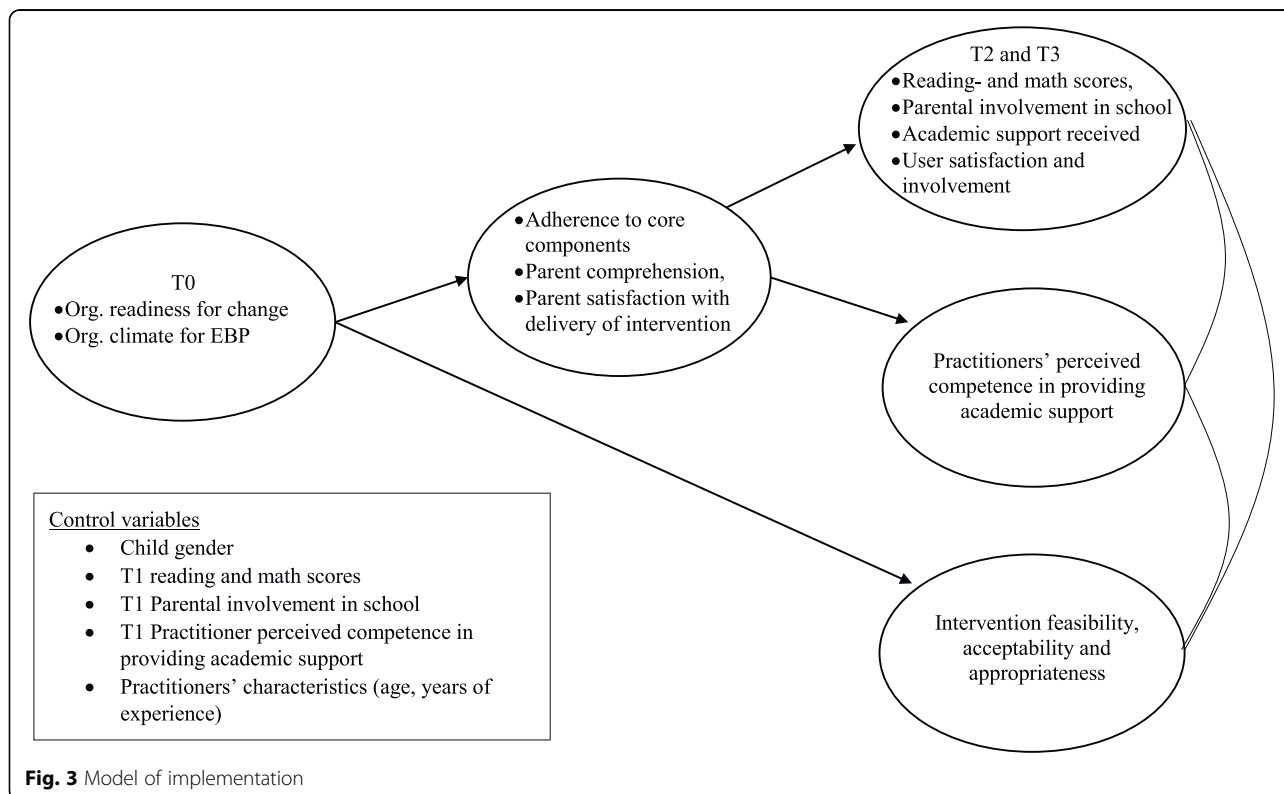 T0
•Org. readiness for change
•Org. climate for EBP
•Adherence to core
components
•Parent comprehension,
•Parent satisfaction with
delivery of intervention
T2 and T3
•Reading- and math scores,
•Parental involvement in school
•Academic support received
•User satisfaction and
involvement
Practitioners’ perceived
competence in providing
academic support
Intervention feasibility,
acceptability and
appropriateness
Control variables
• Child gender
• T1 reading and math scores
• T1 Parental involvement in school
• T1 Practitioner perceived competence in
providing academic support
• Practitioners’ characteristics (age, years of
experience)
Fig. 3 Model of implementation